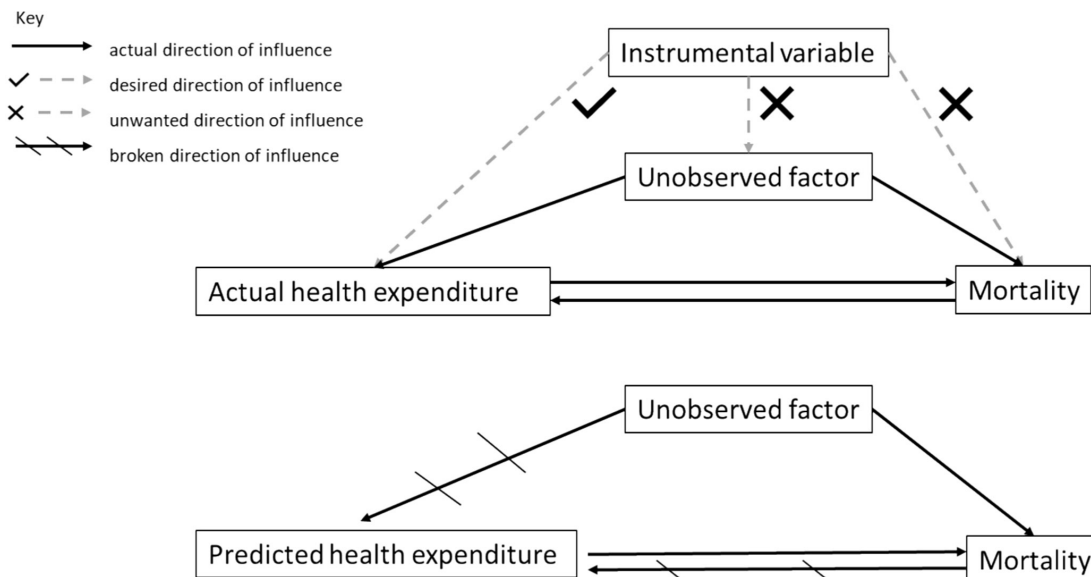 Key
actual direction of influence
desired direction of influence
unwanted direction of influence
broken direction of influence
Instrumental variable
Unobserved factor
Actual health expenditure
Mortality
Unobserved factor
Predicted health expenditure
Mortality